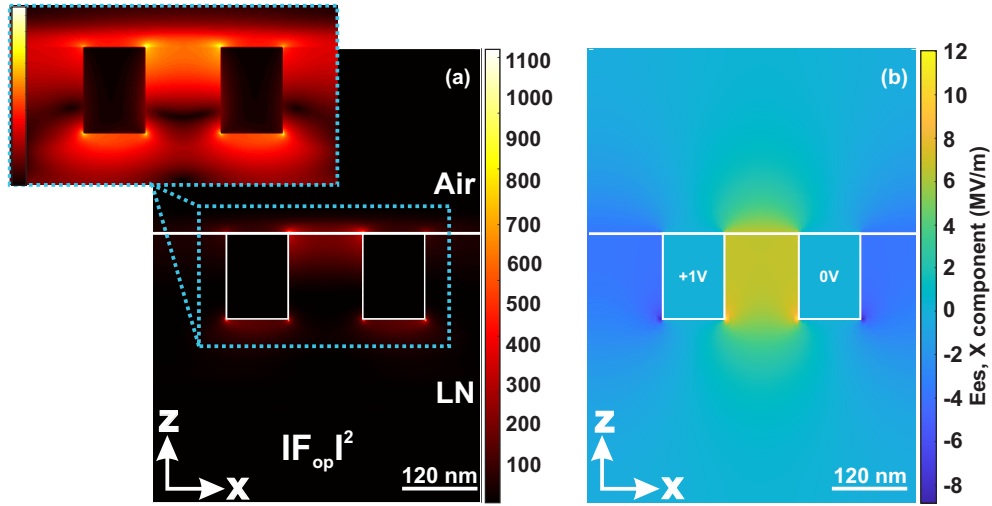 (a)
Air
LN
|F_op|²
Z
X
120 nm
1100
1000
900
800
700
600
500
400
300
200
100
(b)
+1V
0V
Z
X
120 nm
12
10
8
6
4
2
0
-2
-4
-6
-8
Ees, X component (MV/m)